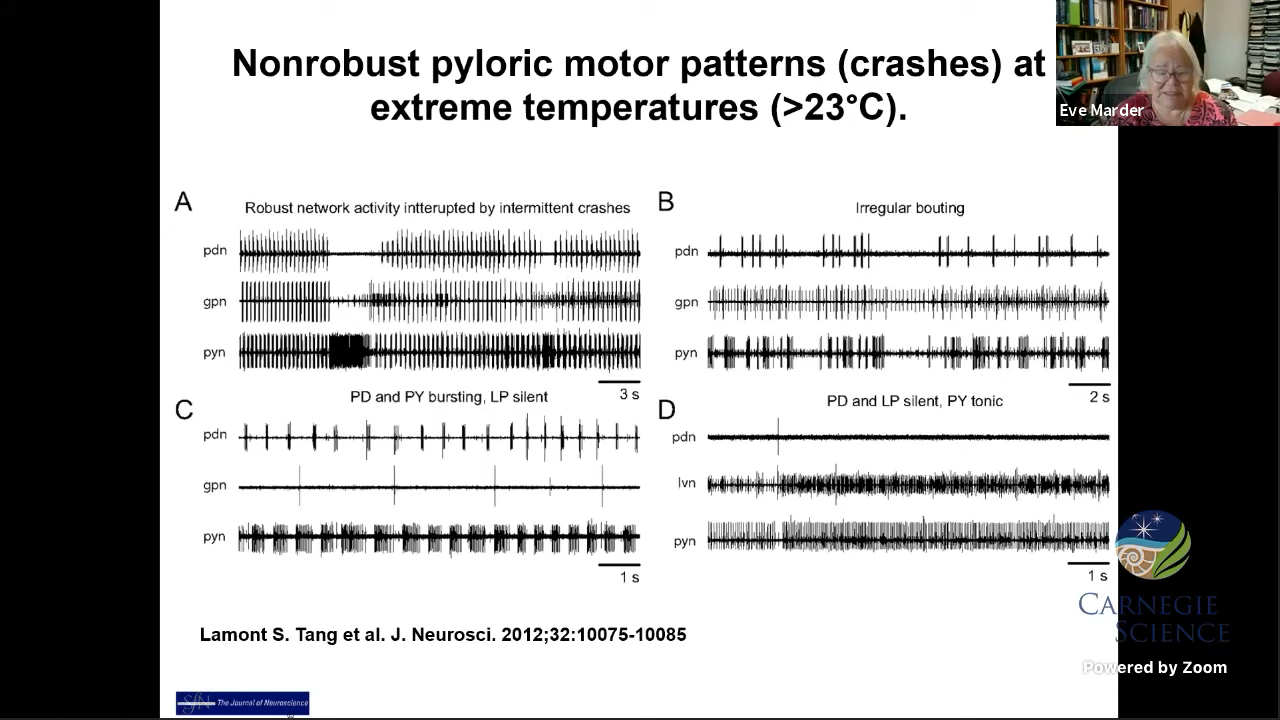 Nonrobust pyloric motor patterns (crashes) at
extreme temperatures (>23°C).
Eve Marder
A
Robust network activity intterupted by intermittent crashes
pdn
gpn
pyn
3 s
B
Irregular bouting
pdn
gpn
pyn
2 s
C
PD and PY bursting, LP silent
pdn
gpn
pyn
1 s
D
PD and LP silent, PY tonic
pdn
lvn
pyn
1 s
Lamont S. Tang et al. J. Neurosci. 2012;32:10075-10085
SfN The Journal of Neuroscience
CARNEGIE
SCIENCE
Powered by Zoom